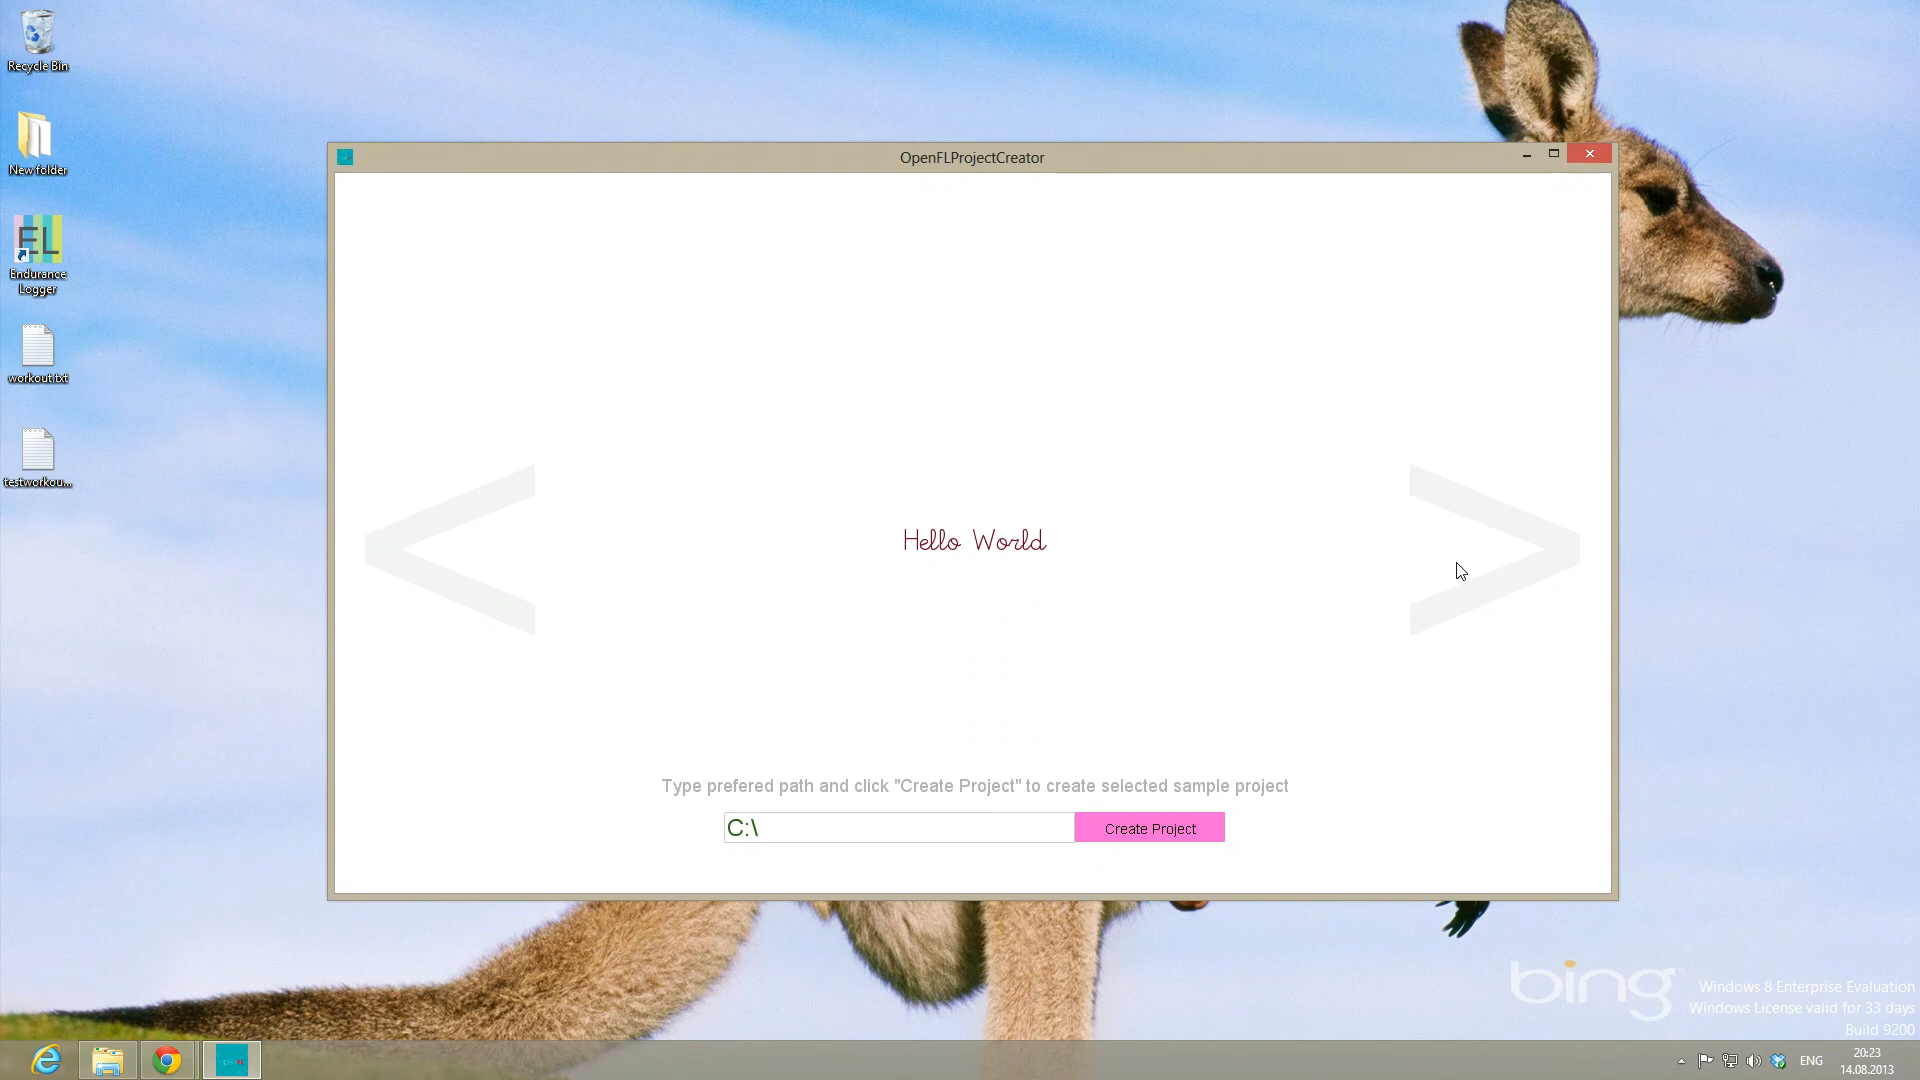 Recycle Bin
New folder
EL
Endurance
Logger
workout.txt
testworkou...
OpenFLProjectCreator
<
Hello World
>
Type prefered path and click "Create Project" to create selected sample project
C:\
Create Project
bing
Windows 8 Enterprise Evaluation
Windows License valid for 33 days
Build 9200
ENG
20:23
14.08.2013